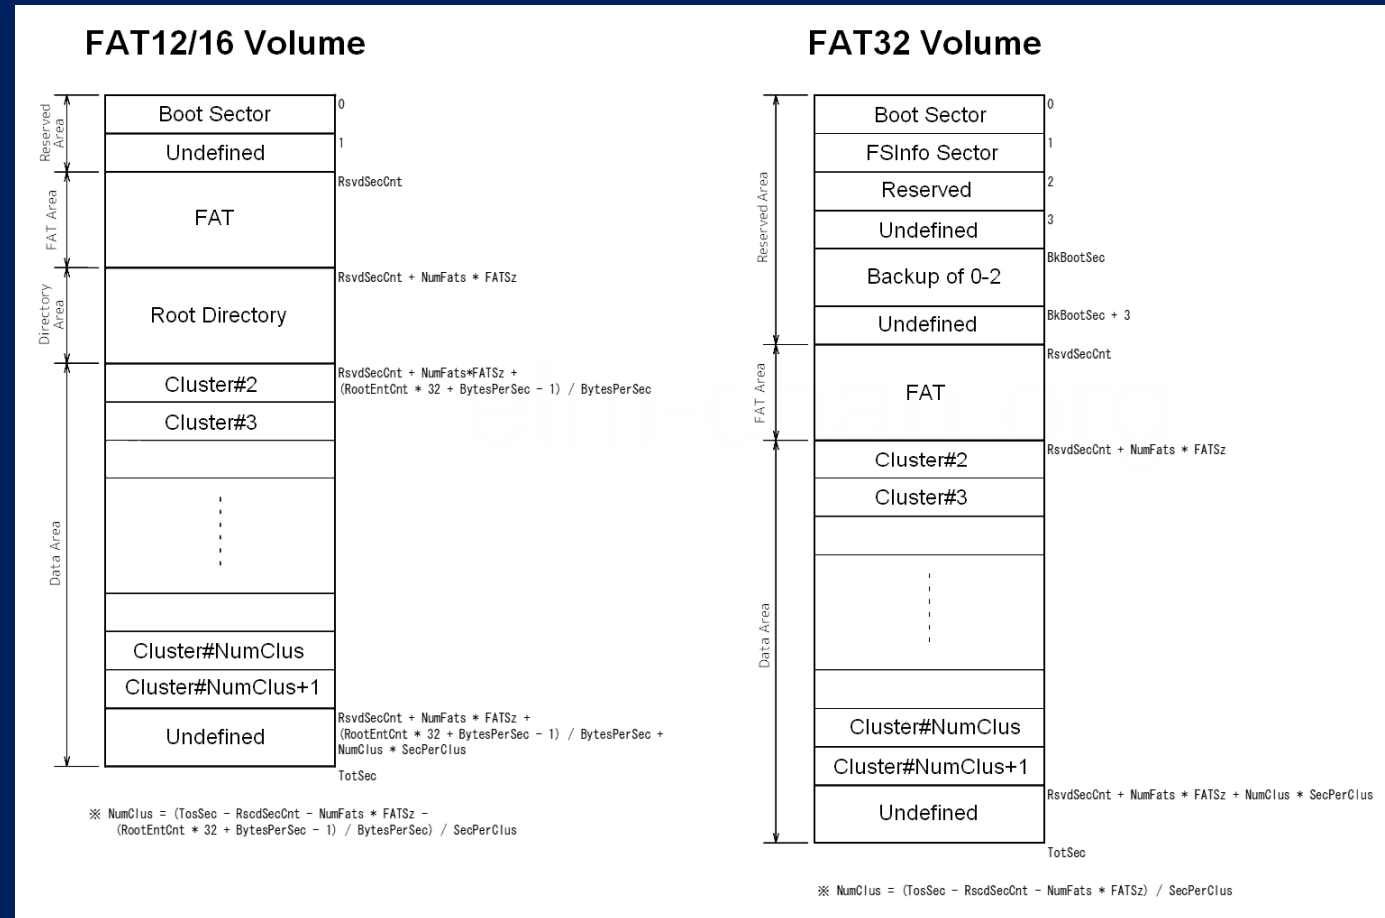 FAT12/16 Volume
Reserved
Area
FAT Area
Directory
Area
Data Area
Boot Sector
0
Undefined
1
FAT
RsvdSecCnt
Root Directory
RsvdSecCnt + NumFats * FATSz
Cluster#2
RsvdSecCnt + NumFats*FATSz +
(RootEntCnt * 32 + BytesPerSec - 1) / BytesPerSec
Cluster#3
Cluster#NumClus
Cluster#NumClus+1
Undefined
RsvdSecCnt + NumFats * FATSz +
(RootEntCnt * 32 + BytesPerSec - 1) / BytesPerSec +
NumClus * SecPerClus
TotSec
※ NumClus = (TosSec - RscdSecCnt - NumFats * FATSz -
(RootEntCnt * 32 + BytesPerSec - 1) / BytesPerSec) / SecPerClus
FAT32 Volume
Reserved Area
FAT Area
Data Area
Boot Sector
0
FSInfo Sector
1
Reserved
2
Undefined
3
Backup of 0-2
BkBootSec
Undefined
BkBootSec + 3
FAT
RsvdSecCnt
Cluster#2
RsvdSecCnt + NumFats * FATSz
Cluster#3
Cluster#NumClus
Cluster#NumClus+1
Undefined
RsvdSecCnt + NumFats * FATSz + NumClus * SecPerClus
TotSec
※ NumClus = (TosSec - RscdSecCnt - NumFats * FATSz) / SecPerClus